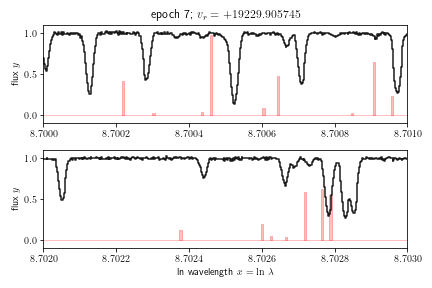 epoch 7; v_r = +19229.905745
1.0
flux y
0.5
0.0
8.7000 8.7002 8.7004 8.7006 8.7008 8.7010
1.0
flux y
0.5
0.0
8.7020 8.7022 8.7024 8.7026 8.7028 8.7030
ln wavelength x = ln λ